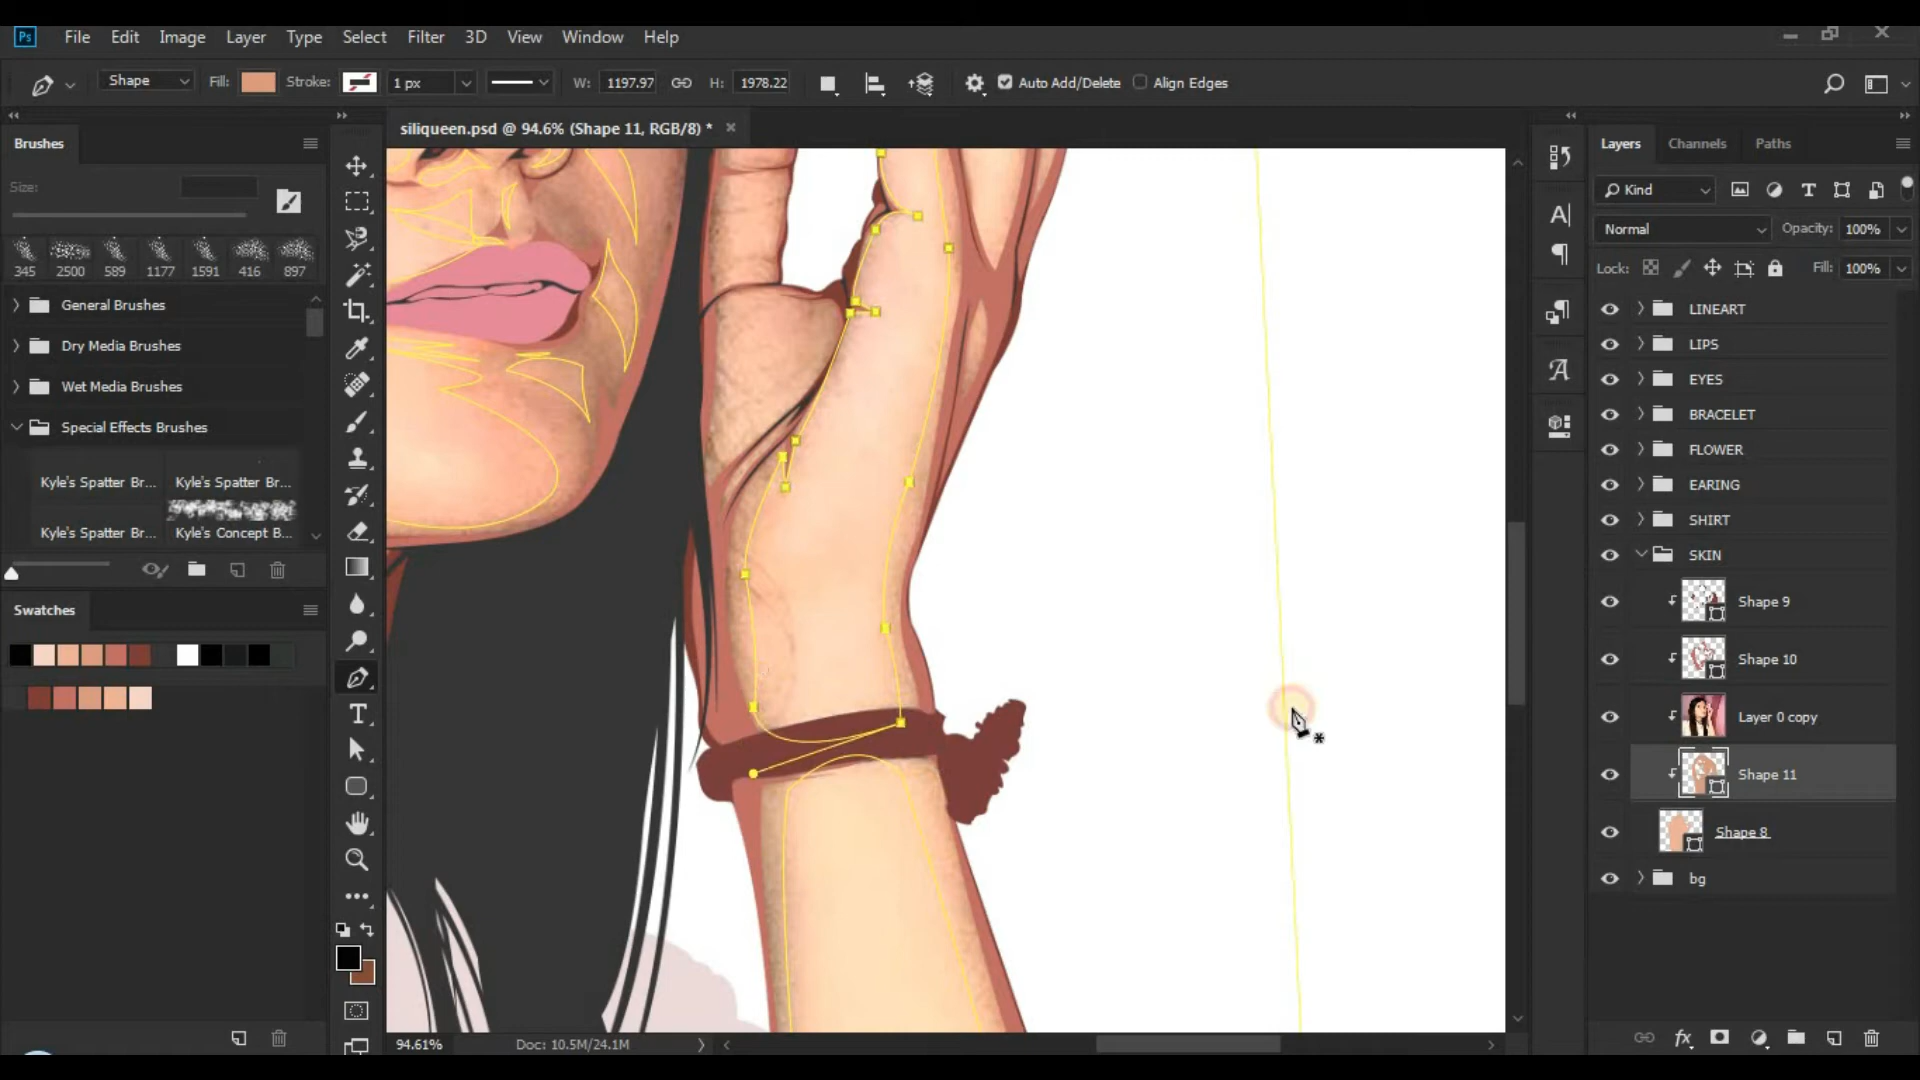 Ps File Edit Image Layer Type Select Filter 3D View Window Help
Shape Fill: Stroke: 1 px W: 1197.97 H: 1978.22 Auto Add/Delete Align Edges
Brushes
siliqueen.psd @ 94.6% (Shape 11, RGB/8) *
Layers Channels Paths
Size:
Kind
Normal Opacity: 100%
345 2500 589 1177 1591 416 897
Lock: Fill: 100%
General Brushes
Dry Media Brushes
Wet Media Brushes
Special Effects Brushes
Kyle's Spatter Br... Kyle's Spatter Br...
Kyle's Spatter Br... Kyle's Concept B...
Swatches
LINEART
LIPS
EYES
BRACELET
FLOWER
EARING
SHIRT
SKIN
Shape 9
Shape 10
Layer 0 copy
Shape 11
Shape 8
bg
94.61% Doc: 10.5M/24.1M